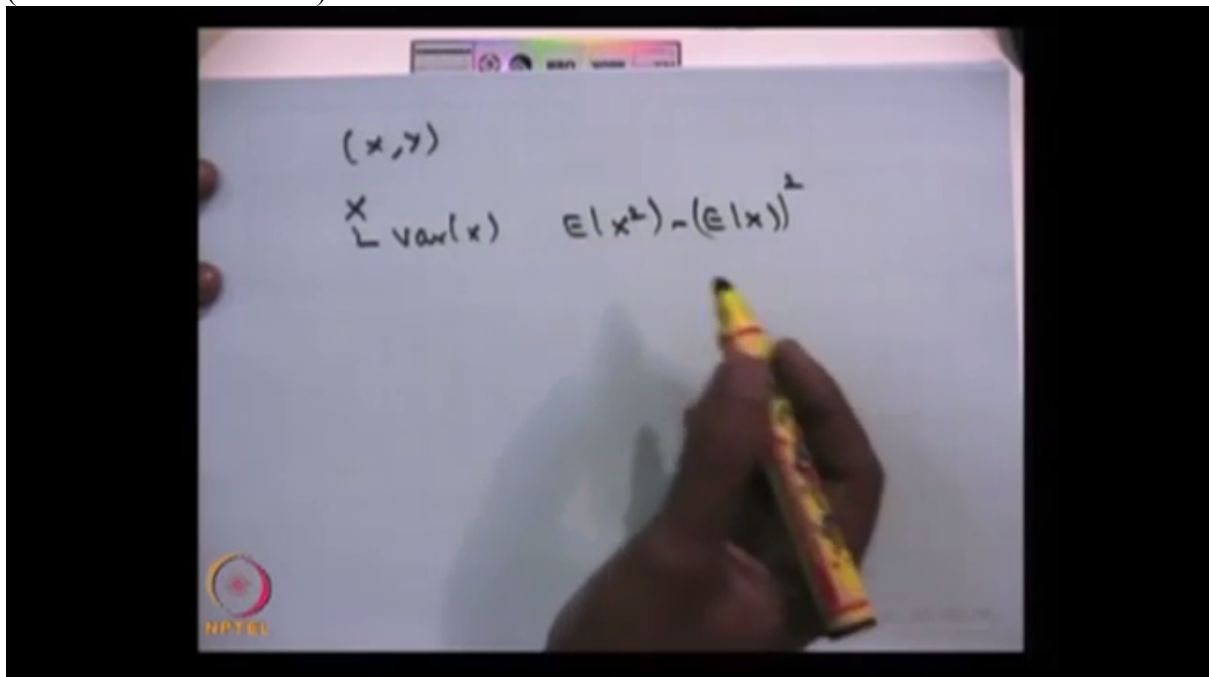 (x,y)
X
L var(x) E(x²) - (E(x))²
NPTEL